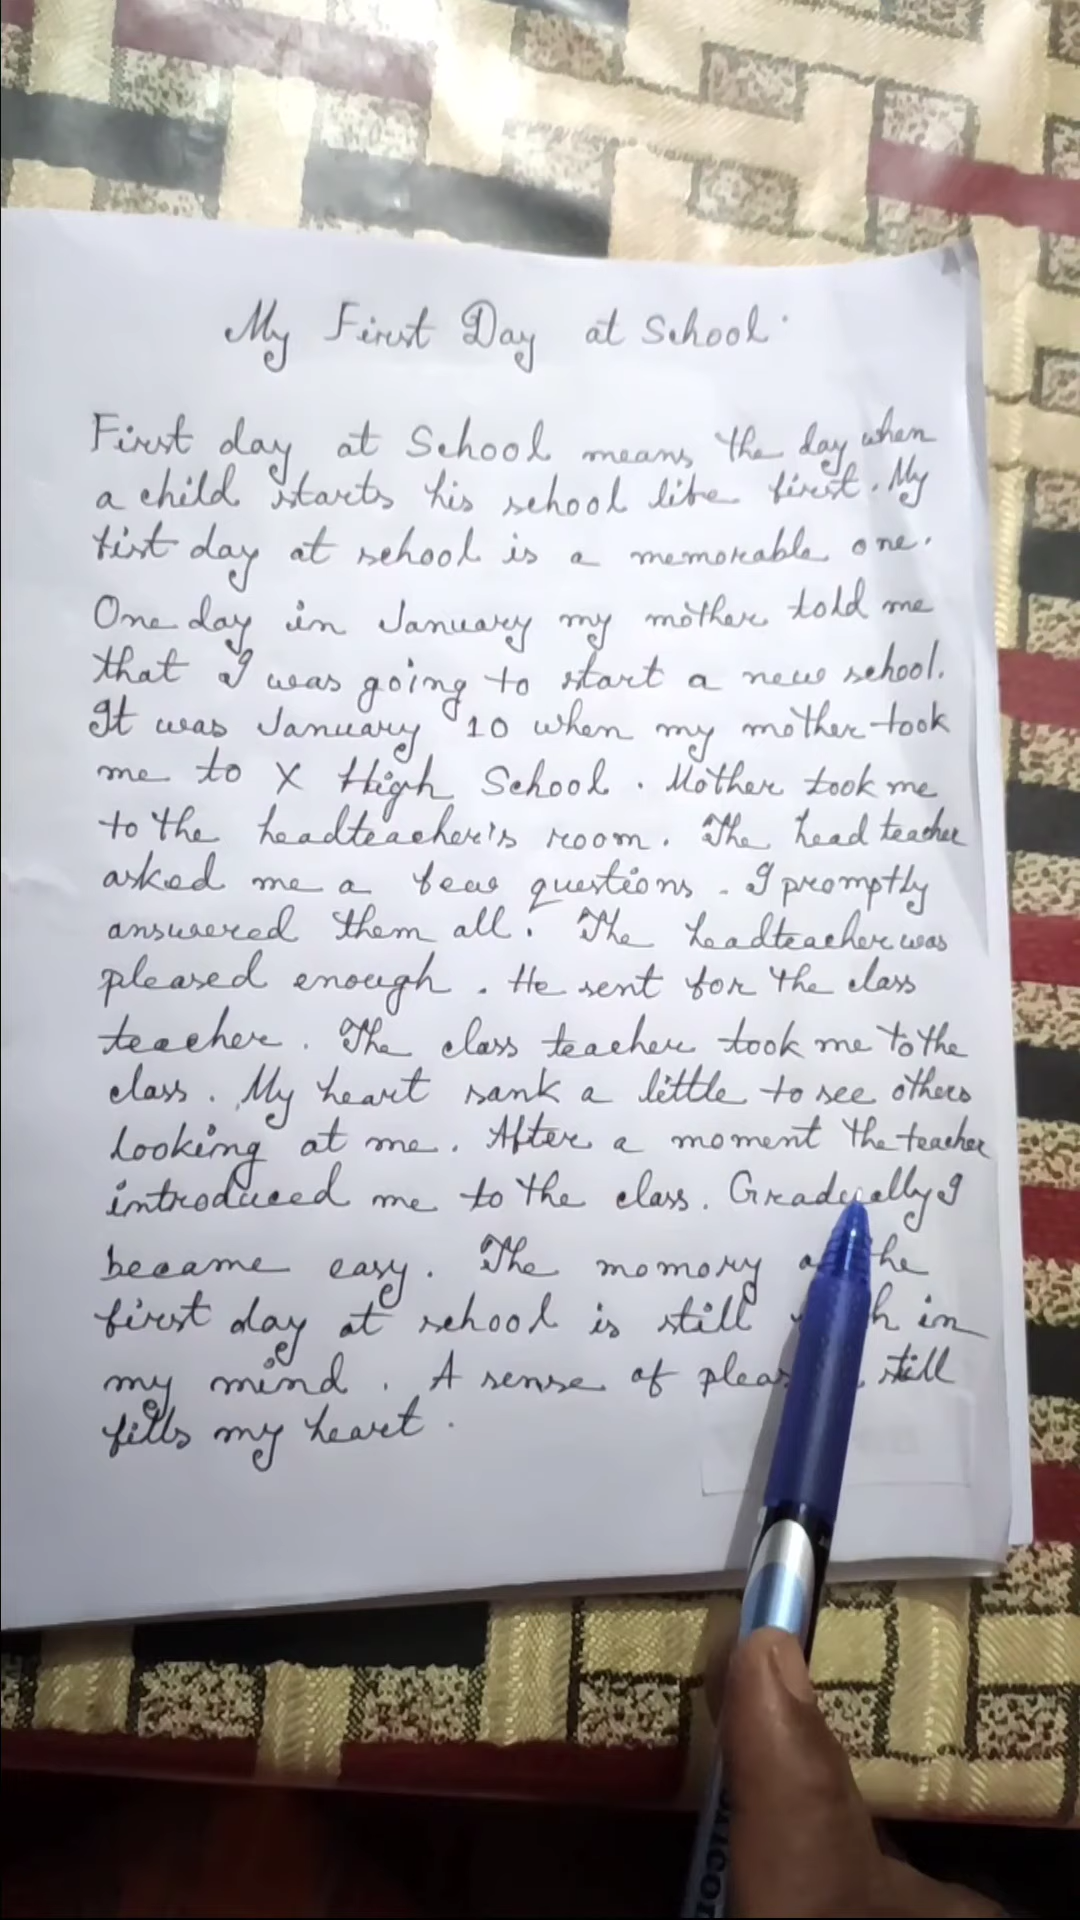 My First Day at School.
First day at School means the day when
a child starts his school life first. My
fist day at school is a memorable one.
One day in January my mother told me
that I was going to start a new school.
It was January 10 when my mother took
me to X High School. Mother took me
to the headteacher's room. The head teacher
asked me a few questions. I promptly
answered them all. The headteacher was
pleased enough. He sent for the class
teacher. The class teacher took me to the
class. My heart sank a little to see others
looking at me. After a moment the teacher
introduced me to the class. Gradually I
became easy. The momory he
first day at school is still in
my mind. A sense of still
fills my heart.